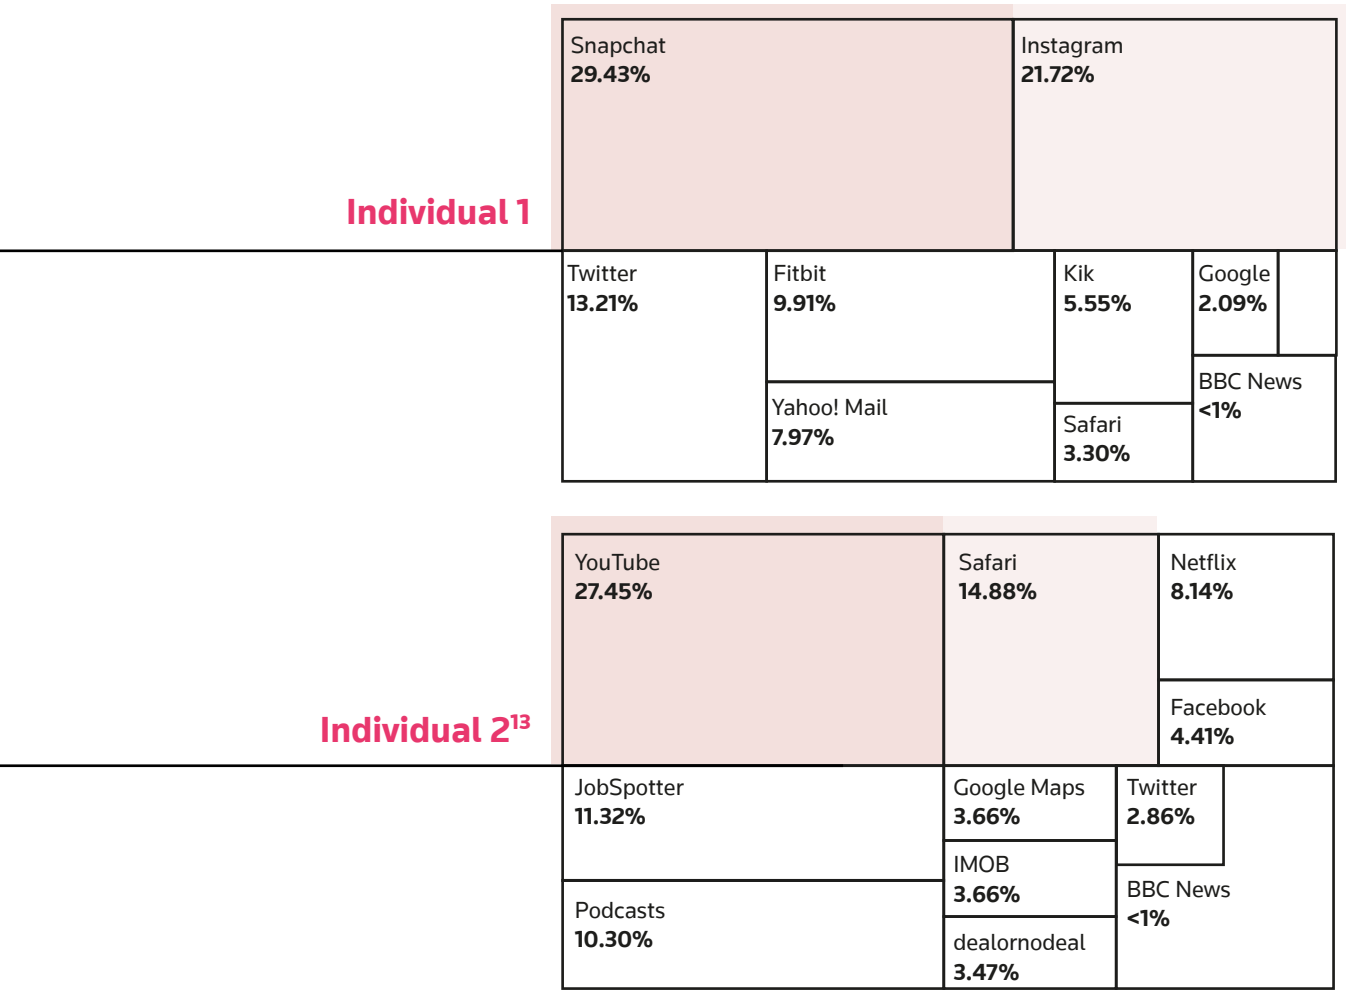 Snapchat
29.43%
Instagram
21.72%
Individual 1
Twitter
13.21%
Fitbit
9.91%
Kik
5.55%
Google
2.09%
BBC News
<1%
Yahoo! Mail
7.97%
Safari
3.30%
YouTube
27.45%
Safari
14.88%
Netflix
8.14%
Facebook
4.41%
Individual 2¹³
JobSpotter
11.32%
Google Maps
3.66%
Twitter
2.86%
IMOB
3.66%
BBC News
<1%
Podcasts
10.30%
dealornodeal
3.47%